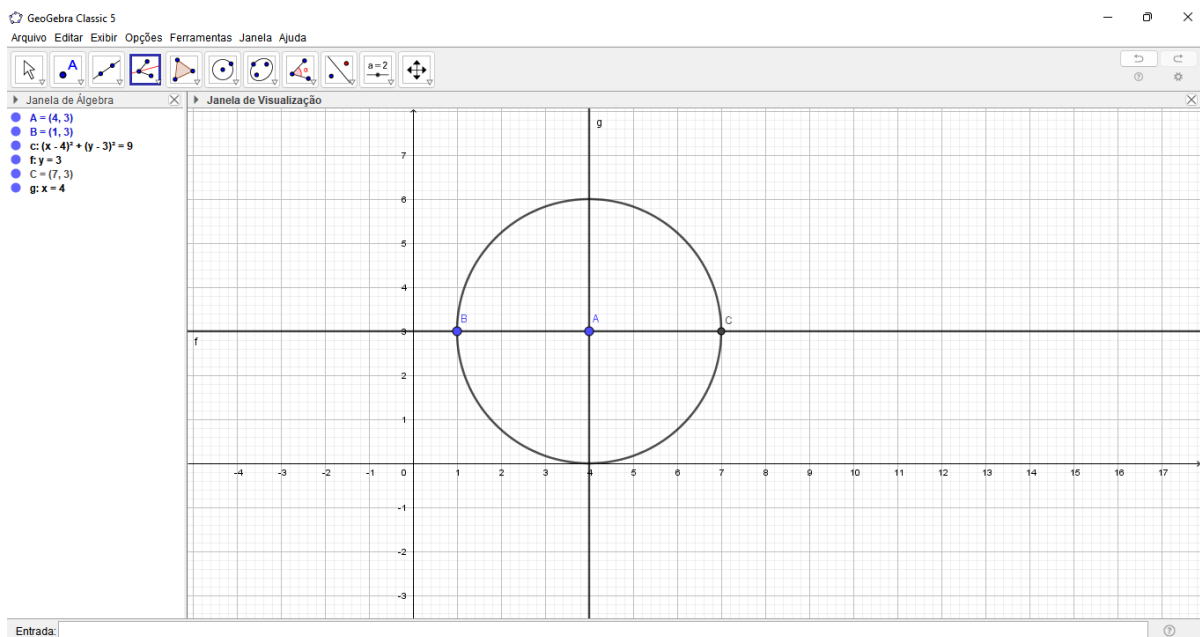 GeoGebra Classic 5
Arquivo Editar Exibir Opções Ferramentas Janela Ajuda
A α a = 2
Janela de Álgebra
Janela de Visualização
A = (4, 3)
B = (1, 3)
c: (x - 4)² + (y - 3)² = 9
f: y = 3
C = (7, 3)
g: x = 4
g
7
6
5
4
B A C
3
f
2
1
-4 -3 -2 -1 0 1 2 3 4 5 6 7 8 9 10 11 12 13 14 15 16 17
-1
-2
-3
Entrada: